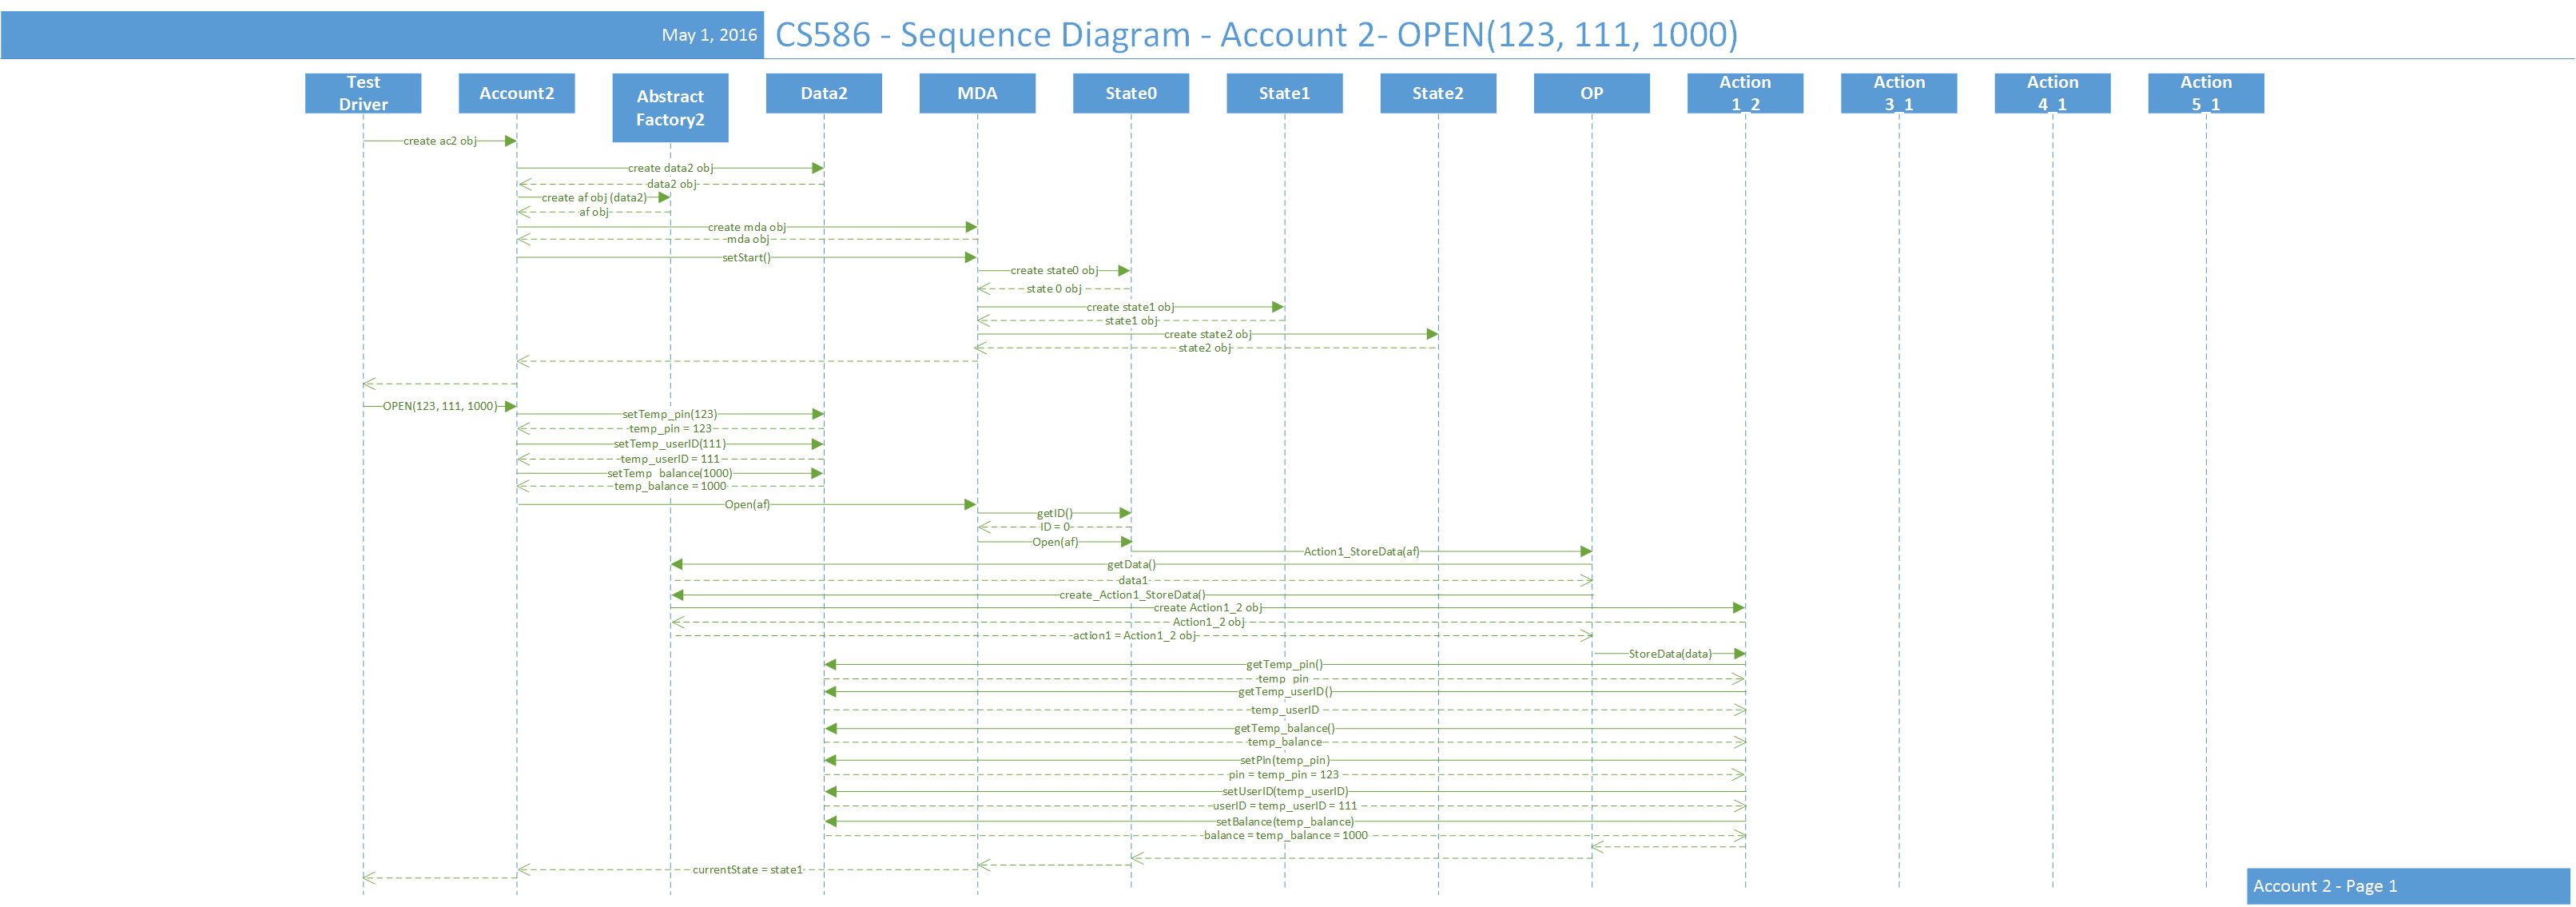 May 1, 2016
CS586 - Sequence Diagram - Account 2- OPEN(123, 111, 1000)
Test
Driver
Account2
Abstract
Factory2
Data2
MDA
State0
State1
State2
OP
Action
1_2
Action
3_1
Action
4_1
Action
5_1
create ac2 obj
create data2 obj
data2 obj
create af obj (data2)
af obj
create mda obj
mda obj
setStart()
create state0 obj
state 0 obj
create state1 obj
state1 obj
create state2 obj
state2 obj
OPEN(123, 111, 1000)
setTemp_pin(123)
temp_pin = 123
setTemp_userID(111)
temp_userID = 111
setTemp_balance(1000)
temp_balance = 1000
Open(af)
getID()
ID = 0
Open(af)
Action1_StoreData(af)
getData()
data1
create_Action1_StoreData()
create Action1_2 obj
Action1_2 obj
action1 = Action1_2 obj
StoreData(data)
getTemp_pin()
temp_pin
getTemp_userID()
temp_userID
getTemp_balance()
temp_balance
setPin(temp_pin)
pin = temp_pin = 123
setUserID(temp_userID)
userID = temp_userID = 111
setBalance(temp_balance)
balance = temp_balance = 1000
currentState = state1
Account 2 - Page 1